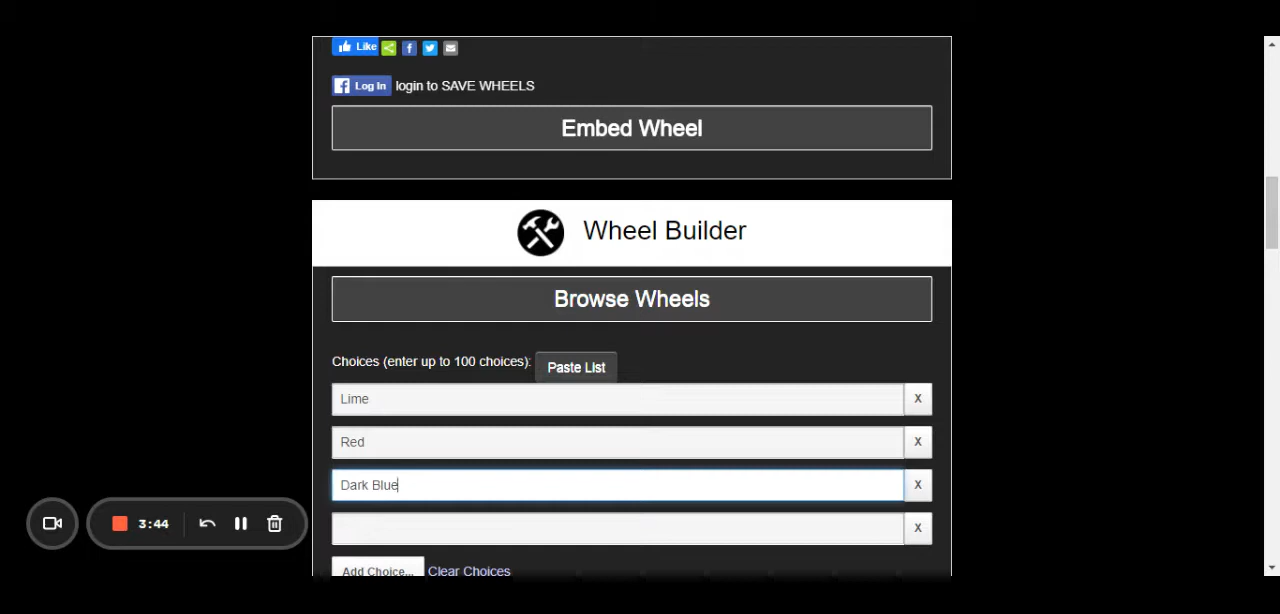 Like
Log In login to SAVE WHEELS
Embed Wheel
Wheel Builder
Browse Wheels
Choices (enter up to 100 choices): Paste List
Lime X
Red X
Dark Blue X
X
3:44
Add Choice... Clear Choices